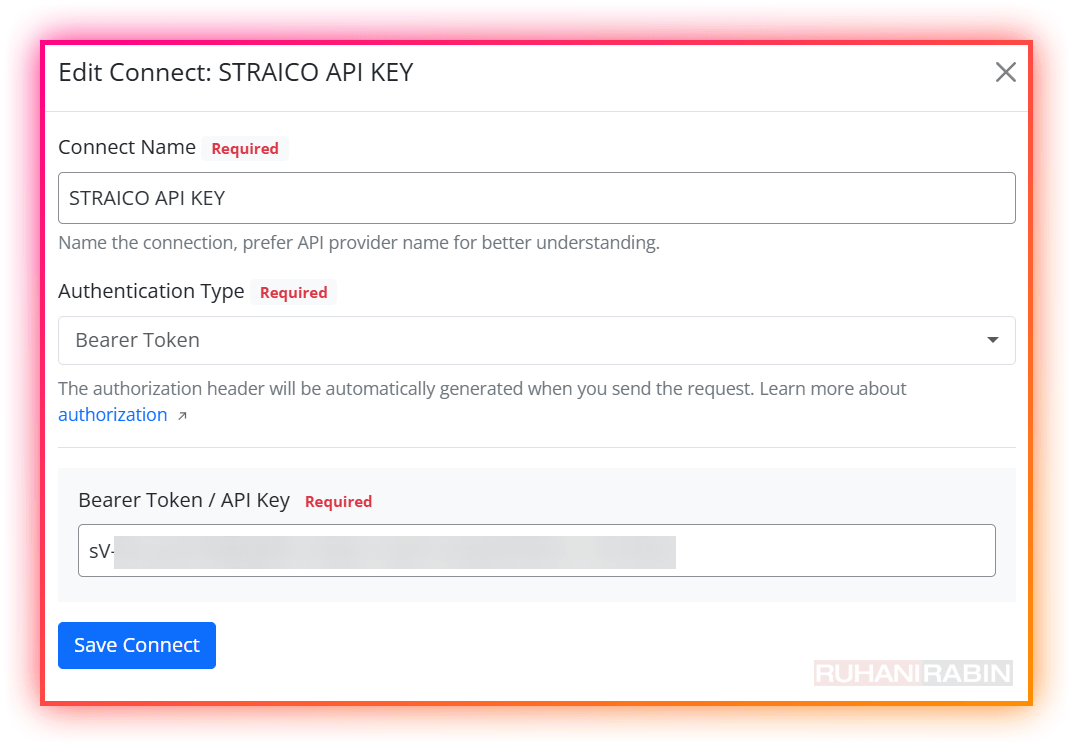 Edit Connect: STRAICO API KEY
Connect Name Required
STRAICO API KEY
Name the connection, prefer API provider name for better understanding.
Authentication Type Required
Bearer Token
The authorization header will be automatically generated when you send the request. Learn more about
authorization ↗
Bearer Token / API Key Required
sV-
Save Connect
RUHANIRABIN